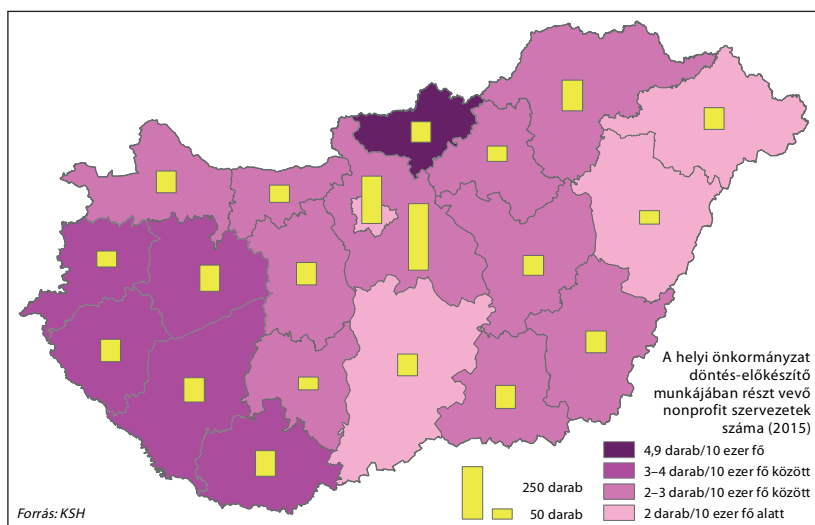 A helyi önkormányzat
döntés-előkészítő
munkájában részt vevő
nonprofit szervezetek
száma (2015)
4,9 darab/10 ezer fő
3–4 darab/10 ezer fő között
2–3 darab/10 ezer fő között
2 darab/10 ezer fő alatt
250 darab
50 darab
Forrás: KSH